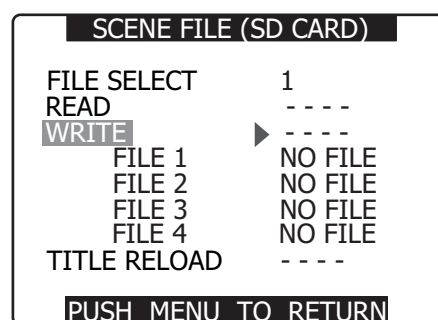 SCENE FILE (SD CARD)
FILE SELECT 1
READ - - - -
WRITE ▶ - - - -
FILE 1 NO FILE
FILE 2 NO FILE
FILE 3 NO FILE
FILE 4 NO FILE
TITLE RELOAD - - - -
PUSH MENU TO RETURN